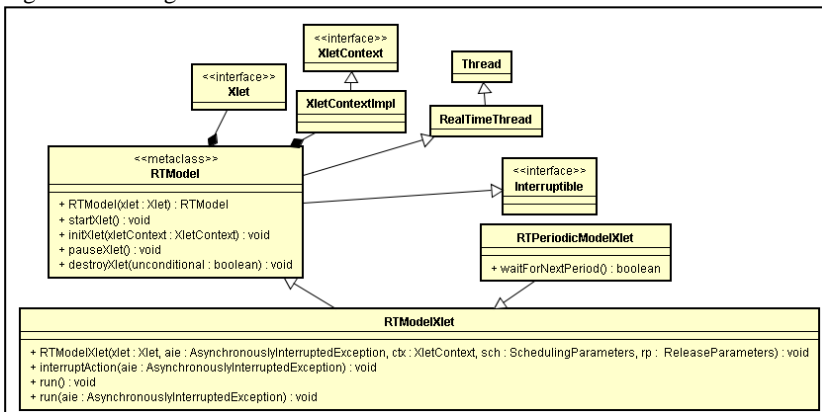 <<interface>>
XletContext
<<interface>>
Xlet
XletContextImpl
Thread
RealTimeThread
<<metaclass>>
RTModel
+ RTModel(xlet : Xlet) : RTModel
+ startXlet() : void
+ initXlet(xletContext : XletContext) : void
+ pauseXlet() : void
+ destroyXlet(unconditional : boolean) : void
<<interface>>
Interruptible
RTPeriodicModelXlet
+ waitForNextPeriod() : boolean
RTModelXlet
+ RTModelXlet(xlet : Xlet, aie : AsynchronouslyInterruptedException, ctx : XletContext, sch : SchedulingParameters, rp : ReleaseParameters) : void
+ interruptAction(aie : AsynchronouslyInterruptedException) : void
+ run() : void
+ run(aie : AsynchronouslyInterruptedException) : void